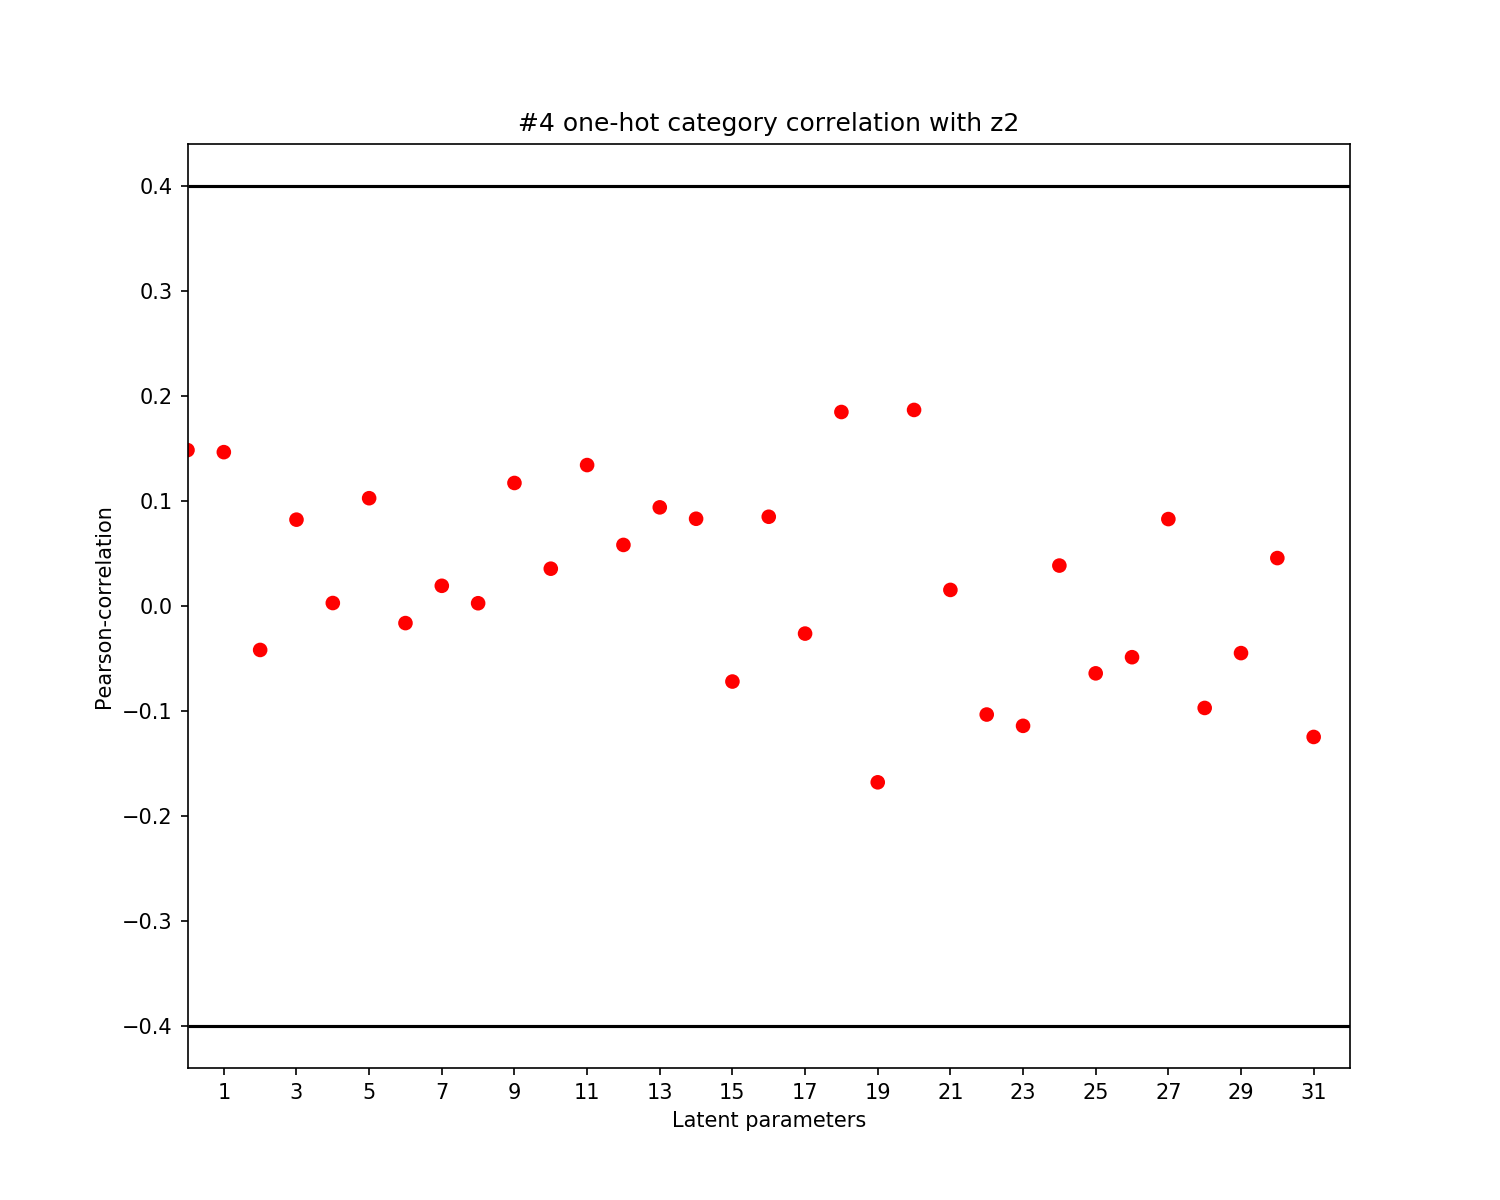 #4 one-hot category correlation with z2
0.4
0.3
0.2
0.1
0.0
−0.1
−0.2
−0.3
−0.4
Pearson-correlation
1 3 5 7 9 11 13 15 17 19 21 23 25 27 29 31
Latent parameters